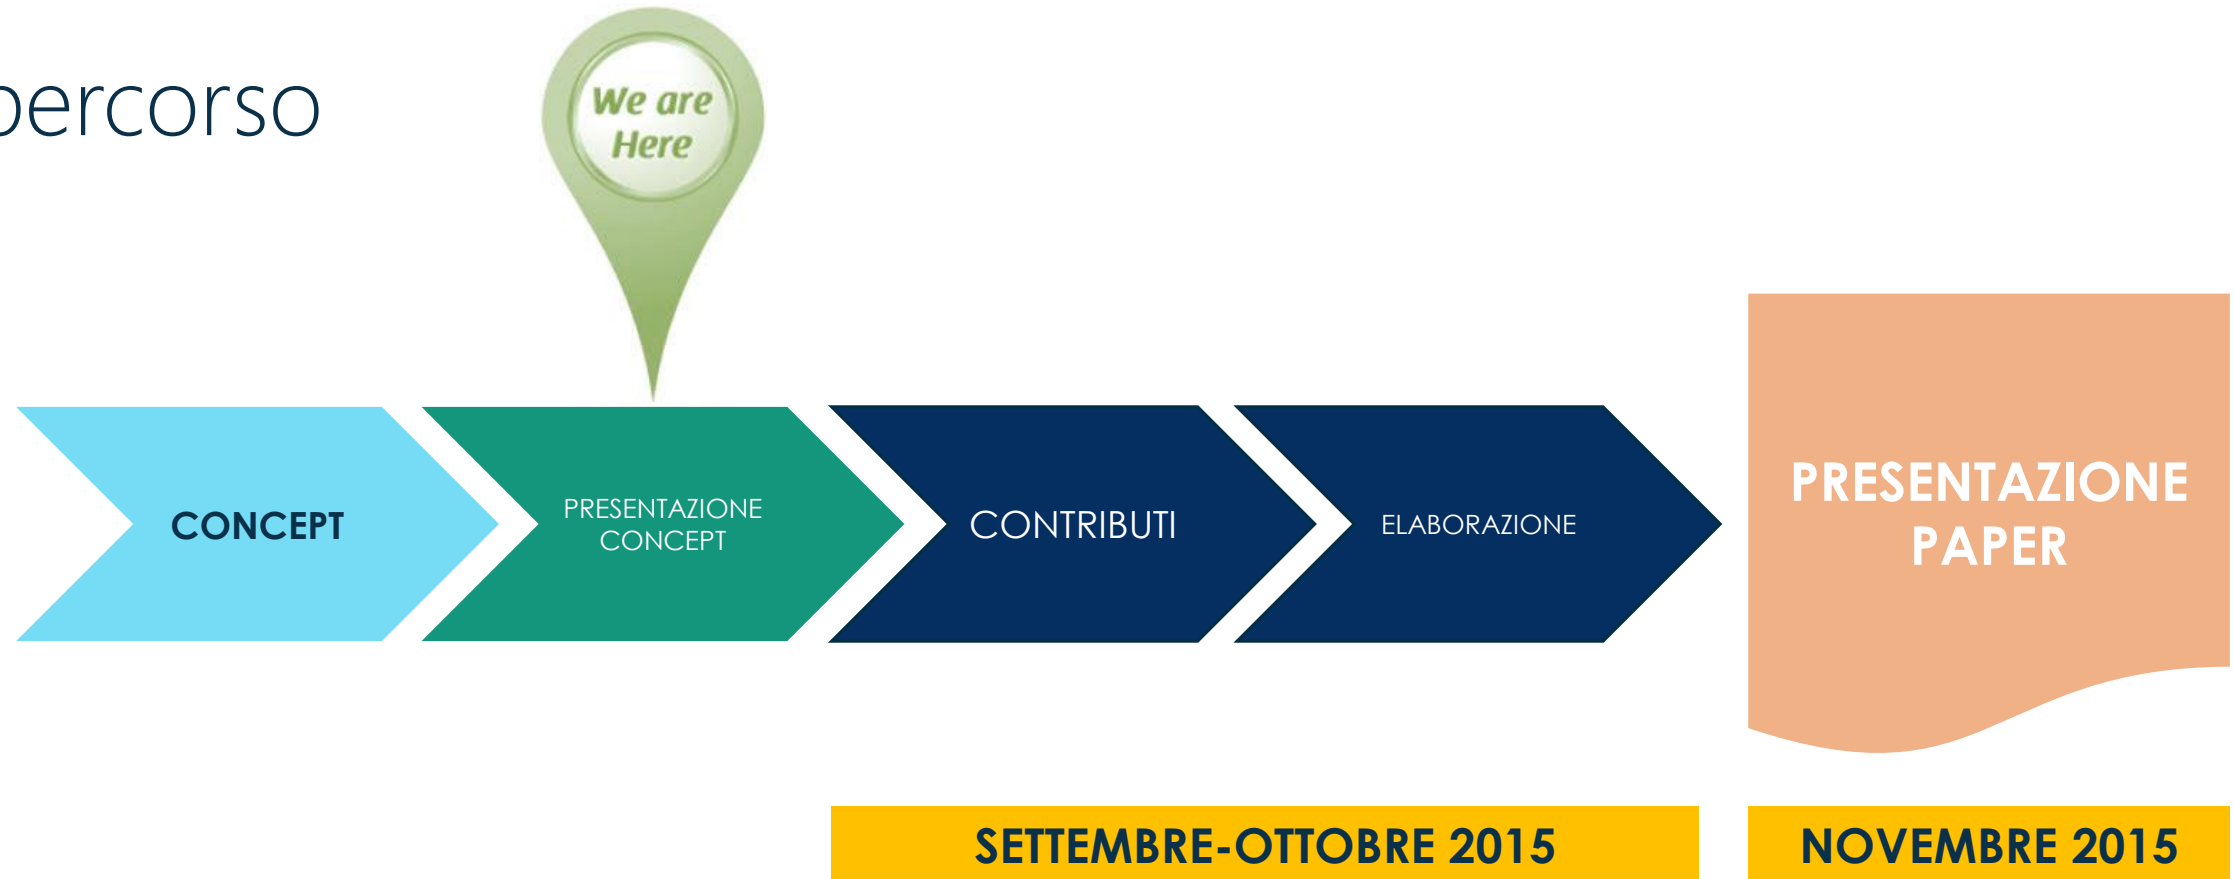 percorso
We are
Here
CONCEPT
PRESENTAZIONE
CONCEPT
CONTRIBUTI
ELABORAZIONE
PRESENTAZIONE
PAPER
SETTEMBRE-OTTOBRE 2015
NOVEMBRE 2015